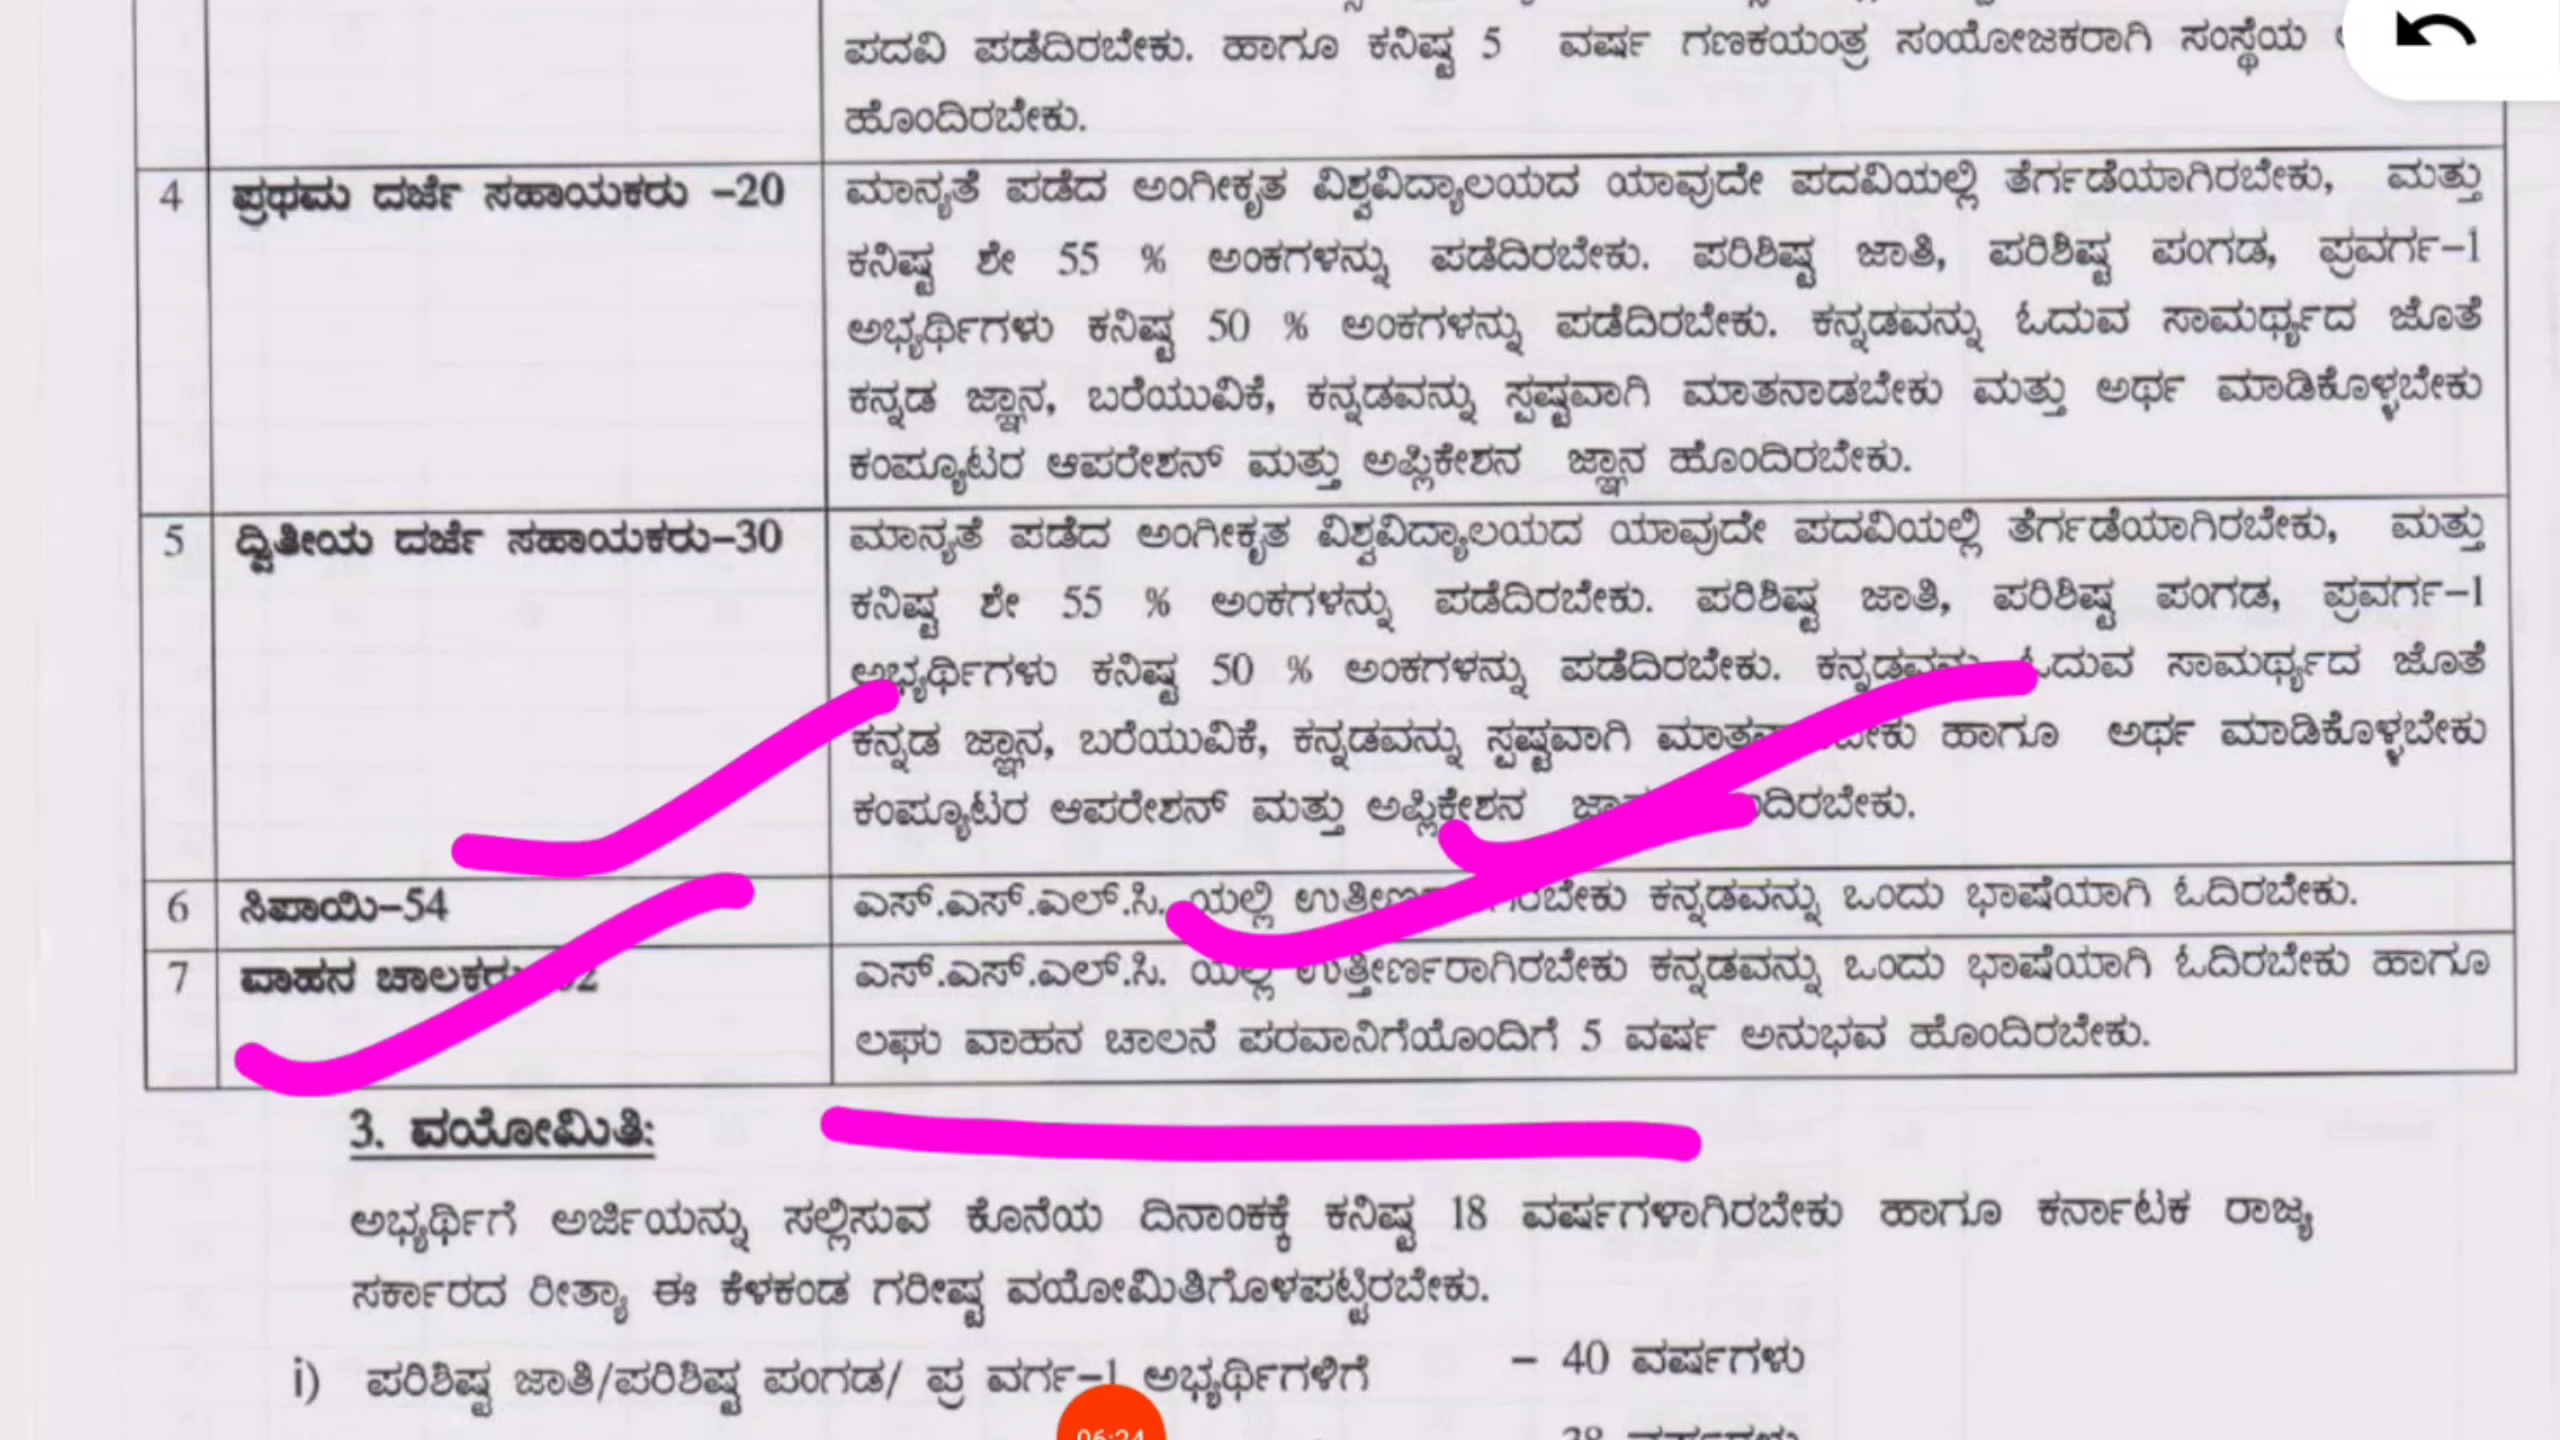 ಪದವಿ ಪಡೆದಿರಬೇಕು. ಹಾಗೂ ಕನಿಷ್ಟ 5 ವರ್ಷ ಗಣಕಯಂತ್ರ ಸಂಯೋಜಕರಾಗಿ ಸಂಸ್ಥೆಯ
ಹೊಂದಿರಬೇಕು.
4 ಪ್ರಥಮ ದರ್ಜೆ ಸಹಾಯಕರು -20
ಮಾನ್ಯತೆ ಪಡೆದ ಅಂಗೀಕೃತ ವಿಶ್ವವಿದ್ಯಾಲಯದ ಯಾವುದೇ ಪದವಿಯಲ್ಲಿ ತೆರ್ಗಡೆಯಾಗಿರಬೇಕು, ಮತ್ತು
ಕನಿಷ್ಟ ಶೇ 55 % ಅಂಕಗಳನ್ನು ಪಡೆದಿರಬೇಕು. ಪರಿಶಿಷ್ಟ ಜಾತಿ, ಪರಿಶಿಷ್ಟ ಪಂಗಡ, ಪ್ರವರ್ಗ-1
ಅಭ್ಯರ್ಥಿಗಳು ಕನಿಷ್ಟ 50 % ಅಂಕಗಳನ್ನು ಪಡೆದಿರಬೇಕು. ಕನ್ನಡವನ್ನು ಓದುವ ಸಾಮರ್ಥ್ಯದ ಜೊತೆ
ಕನ್ನಡ ಜ್ಞಾನ, ಬರೆಯುವಿಕೆ, ಕನ್ನಡವನ್ನು ಸ್ಪಷ್ಟವಾಗಿ ಮಾತನಾಡಬೇಕು ಮತ್ತು ಅರ್ಥ ಮಾಡಿಕೊಳ್ಳಬೇಕು
ಕಂಪ್ಯೂಟರ ಆಪರೇಶನ್ ಮತ್ತು ಅಪ್ಲಿಕೇಶನ ಜ್ಞಾನ ಹೊಂದಿರಬೇಕು.
5 ದ್ವಿತೀಯ ದರ್ಜೆ ಸಹಾಯಕರು-30
ಮಾನ್ಯತೆ ಪಡೆದ ಅಂಗೀಕೃತ ವಿಶ್ವವಿದ್ಯಾಲಯದ ಯಾವುದೇ ಪದವಿಯಲ್ಲಿ ತೆರ್ಗಡೆಯಾಗಿರಬೇಕು, ಮತ್ತು
ಕನಿಷ್ಟ ಶೇ 55 % ಅಂಕಗಳನ್ನು ಪಡೆದಿರಬೇಕು. ಪರಿಶಿಷ್ಟ ಜಾತಿ, ಪರಿಶಿಷ್ಟ ಪಂಗಡ, ಪ್ರವರ್ಗ-1
ಅಭ್ಯರ್ಥಿಗಳು ಕನಿಷ್ಟ 50 % ಅಂಕಗಳನ್ನು ಪಡೆದಿರಬೇಕು. ಕನ್ನಡವನ್ನು ಓದುವ ಸಾಮರ್ಥ್ಯದ ಜೊತೆ
ಕನ್ನಡ ಜ್ಞಾನ, ಬರೆಯುವಿಕೆ, ಕನ್ನಡವನ್ನು ಸ್ಪಷ್ಟವಾಗಿ ಹಾಗೂ ಅರ್ಥ ಮಾಡಿಕೊಳ್ಳಬೇಕು
ಕಂಪ್ಯೂಟರ ಆಪರೇಶನ್ ಮತ್ತು ಅಪ್ಲಿಕೇಶನ
6 ಸಿಪಾಯಿ-54
ಎಸ್.ಎಸ್.ಎಲ್.ಸಿ. ಯಲ್ಲಿ ಕನ್ನಡವನ್ನು ಒಂದು ಭಾಷೆಯಾಗಿ ಓದಿರಬೇಕು.
7 ವಾಹನ ಚಾಲಕರು
ಎಸ್.ಎಸ್.ಎಲ್.ಸಿ. ಯಲ್ಲಿ ಉತ್ತೀರ್ಣರಾಗಿರಬೇಕು ಕನ್ನಡವನ್ನು ಒಂದು ಭಾಷೆಯಾಗಿ ಓದಿರಬೇಕು ಹಾಗೂ
ಲಘು ವಾಹನ ಚಾಲನೆ ಪರವಾನಿಗೆಯೊಂದಿಗೆ 5 ವರ್ಷ ಅನುಭವ ಹೊಂದಿರಬೇಕು.
3. ವಯೋಮಿತಿ:
ಅಭ್ಯರ್ಥಿಗೆ ಅರ್ಜಿಯನ್ನು ಸಲ್ಲಿಸುವ ಕೊನೆಯ ದಿನಾಂಕಕ್ಕೆ ಕನಿಷ್ಟ 18 ವರ್ಷಗಳಾಗಿರಬೇಕು ಹಾಗೂ ಕರ್ನಾಟಕ ರಾಜ್ಯ
ಸರ್ಕಾರದ ರೀತ್ಯಾ ಈ ಕೆಳಕಂಡ ಗರೀಷ್ಟ ವಯೋಮಿತಿಗೊಳಪಟ್ಟಿರಬೇಕು.
i) ಪರಿಶಿಷ್ಟ ಜಾತಿ/ಪರಿಶಿಷ್ಟ ಪಂಗಡ/ ಪ್ರ ವರ್ಗ-1 ಅಭ್ಯರ್ಥಿಗಳಿಗೆ - 40 ವರ್ಷಗಳು
06:24